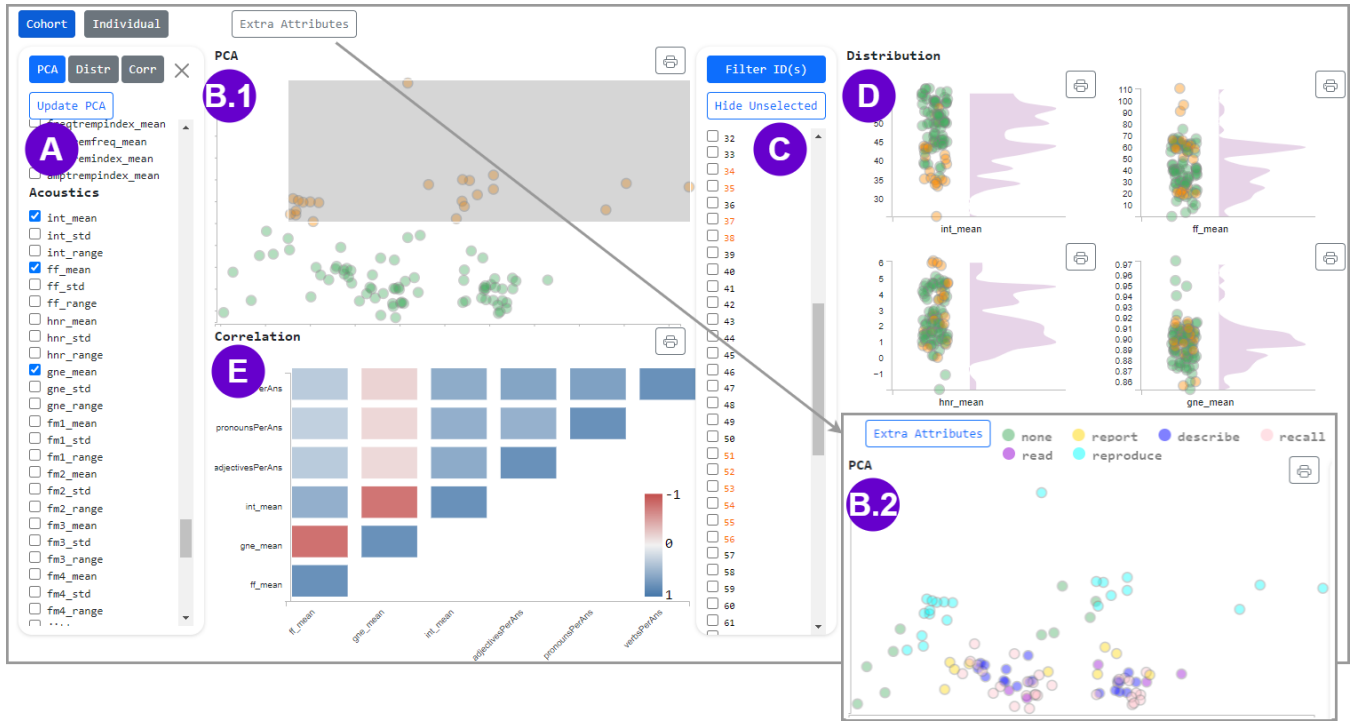 Cohort Individual Extra Attributes
PCA Distr Corr
Update PCA
A
freqtrempindex_mean
amptrempindex_mean
Acoustics
int_mean
int_std
int_range
ff_mean
ff_std
ff_range
hnr_mean
hnr_std
hnr_range
gne_mean
gne_std
gne_range
fm1_mean
fm1_std
fm1_range
fm2_mean
fm2_std
fm2_range
fm3_mean
fm3_std
fm3_range
fm4_mean
fm4_std
fm4_range
PCA
B.1
Correlation
E
pronounsPerAns
adjectivesPerAns
int_mean
gne_mean
ff_mean
-1
0
1
ff_mean
gne_mean
int_mean
adjectivesPerAns
pronounsPerAns
verbsPerAns
Filter ID(s)
Hide Unselected
C
32
33
34
35
36
37
38
39
40
41
42
43
44
45
46
47
48
49
50
51
52
53
54
55
56
57
58
59
60
61
Distribution
D
50
45
40
35
30
int_mean
110
100
90
80
70
60
50
40
30
20
10
ff_mean
6
5
4
3
2
1
0
−1
hnr_mean
0.97
0.96
0.95
0.94
0.93
0.92
0.91
0.90
0.89
0.88
0.87
0.86
gne_mean
Extra Attributes
none report describe recall
read reproduce
PCA
B.2